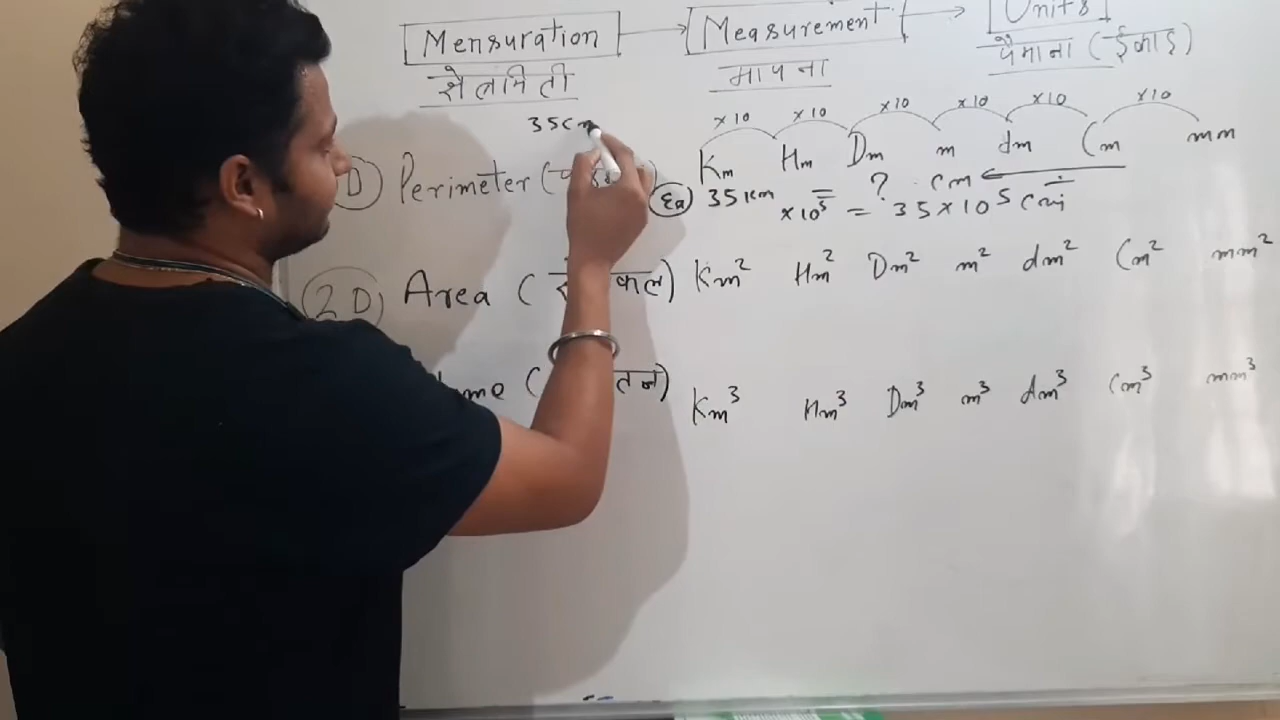 Mensuration → Measurement → Units
सेलमिती मापना पैमाना (ईकाई)
×10 ×10 ×10 ×10 ×10 ×10
35cm
1D Perimeter ( Km Hm Dm m dm Cm mm
Ex 35 Km = ? cm
×10⁵ = 35×10⁵ cm
2D Area ( कल) Km² Hm² Dm² m² dm² Cm² mm²
ume ( तन) Km³ Hm³ Dm³ m³ dm³ Cm³ mm³